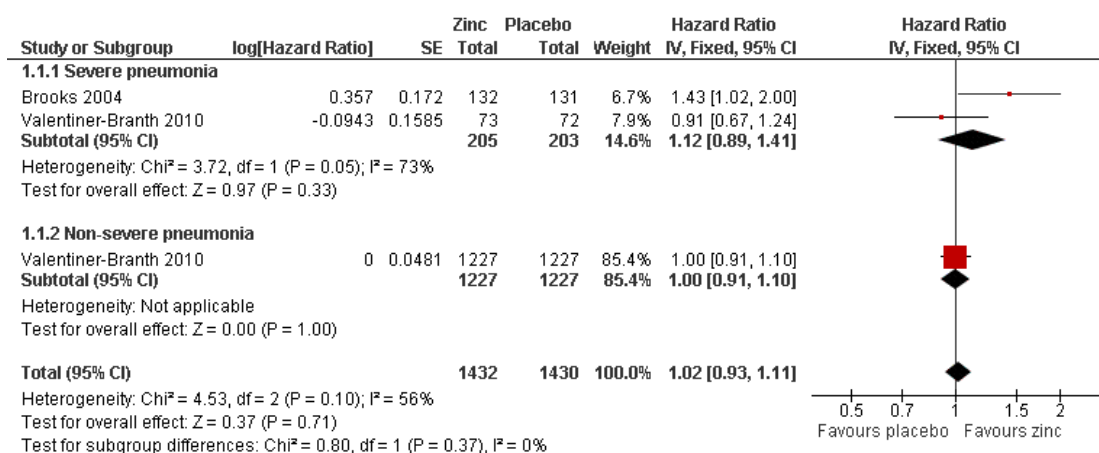 Zinc Placebo Hazard Ratio Hazard Ratio
Study or Subgroup log[Hazard Ratio] SE Total Total Weight IV, Fixed, 95% CI IV, Fixed, 95% CI
1.1.1 Severe pneumonia
Brooks 2004 0.357 0.172 132 131 6.7% 1.43 [1.02, 2.00]
Valentiner-Branth 2010 -0.0943 0.1585 73 72 7.9% 0.91 [0.67, 1.24]
Subtotal (95% CI) 205 203 14.6% 1.12 [0.89, 1.41]
Heterogeneity: Chi² = 3.72, df = 1 (P = 0.05); I² = 73%
Test for overall effect: Z = 0.97 (P = 0.33)
1.1.2 Non-severe pneumonia
Valentiner-Branth 2010 0 0.0481 1227 1227 85.4% 1.00 [0.91, 1.10]
Subtotal (95% CI) 1227 1227 85.4% 1.00 [0.91, 1.10]
Heterogeneity: Not applicable
Test for overall effect: Z = 0.00 (P = 1.00)
Total (95% CI) 1432 1430 100.0% 1.02 [0.93, 1.11]
Heterogeneity: Chi² = 4.53, df = 2 (P = 0.10); I² = 56%
Test for overall effect: Z = 0.37 (P = 0.71)
Test for subgroup differences: Chi² = 0.80, df = 1 (P = 0.37), I² = 0%
0.5 0.7 1 1.5 2
Favours placebo Favours zinc